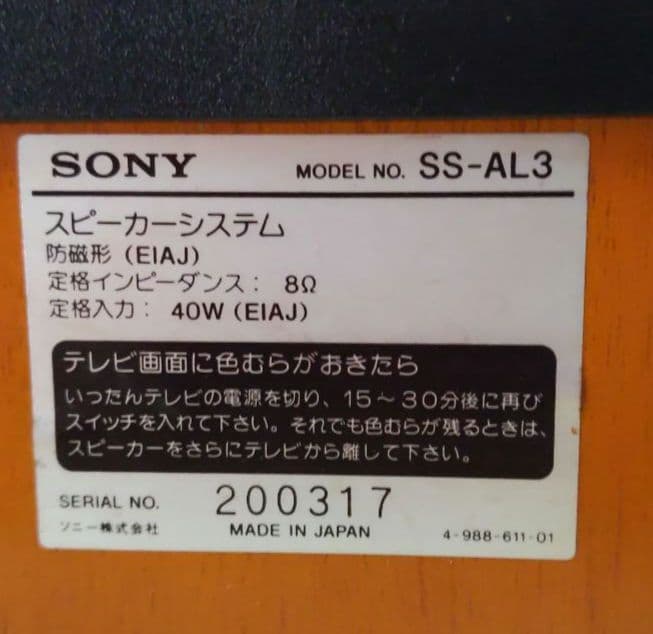 SONY MODEL NO. SS-AL3
スピーカーシステム
防磁形 (EIAJ)
定格インピーダンス: 8Ω
定格入力: 40W (EIAJ)
テレビ画面に色むらがおきたら
いったんテレビの電源を切り、15〜30分後に再び
スイッチを入れて下さい。それでも色むらが残るときは、
スピーカーをさらにテレビから離して下さい。
SERIAL NO. 200317
ソニー株式会社 MADE IN JAPAN 4-988-611-01